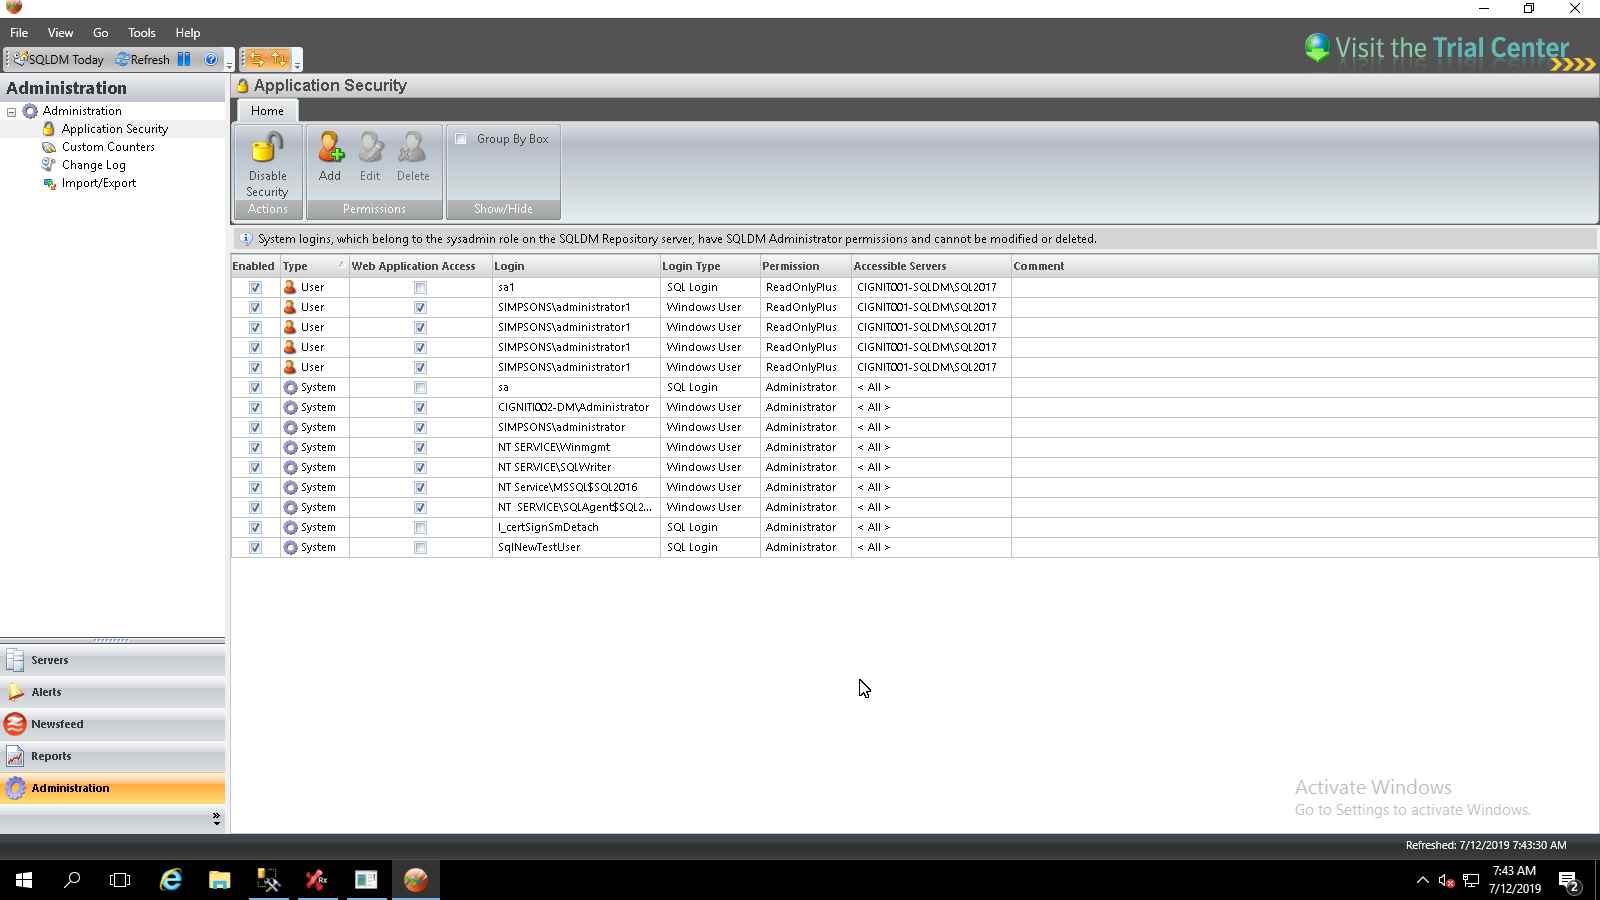 File View Go Tools Help
SQLDM Today Refresh
Visit the Trial Center
Administration
Administration
Application Security
Custom Counters
Change Log
Import/Export
Servers
Alerts
Newsfeed
Reports
Administration
Application Security
Home
Disable Security
Actions
Add Edit Delete
Permissions
Group By Box
Show/Hide
System logins, which belong to the sysadmin role on the SQLDM Repository server, have SQLDM Administrator permissions and cannot be modified or deleted.
Enabled Type Web Application Access Login Login Type Permission Accessible Servers Comment
User sa1 SQL Login ReadOnlyPlus CIGNITI001-SQLDM\SQL2017
User SIMPSONS\administrator1 Windows User ReadOnlyPlus CIGNITI001-SQLDM\SQL2017
User SIMPSONS\administrator1 Windows User ReadOnlyPlus CIGNITI001-SQLDM\SQL2017
User SIMPSONS\administrator1 Windows User ReadOnlyPlus CIGNITI001-SQLDM\SQL2017
User SIMPSONS\administrator1 Windows User ReadOnlyPlus CIGNITI001-SQLDM\SQL2017
System sa SQL Login Administrator < All >
System CIGNITI002-DM\Administrator Windows User Administrator < All >
System SIMPSONS\administrator Windows User Administrator < All >
System NT SERVICE\Winmgmt Windows User Administrator < All >
System NT SERVICE\SQLWriter Windows User Administrator < All >
System NT Service\MSSQL$SQL2016 Windows User Administrator < All >
System NT SERVICE\SQLAgent$SQL2... Windows User Administrator < All >
System l_certSignSmDetach SQL Login Administrator < All >
System SqlNewTestUser SQL Login Administrator < All >
Activate Windows
Go to Settings to activate Windows.
Refreshed: 7/12/2019 7:43:30 AM
7:43 AM
7/12/2019
2